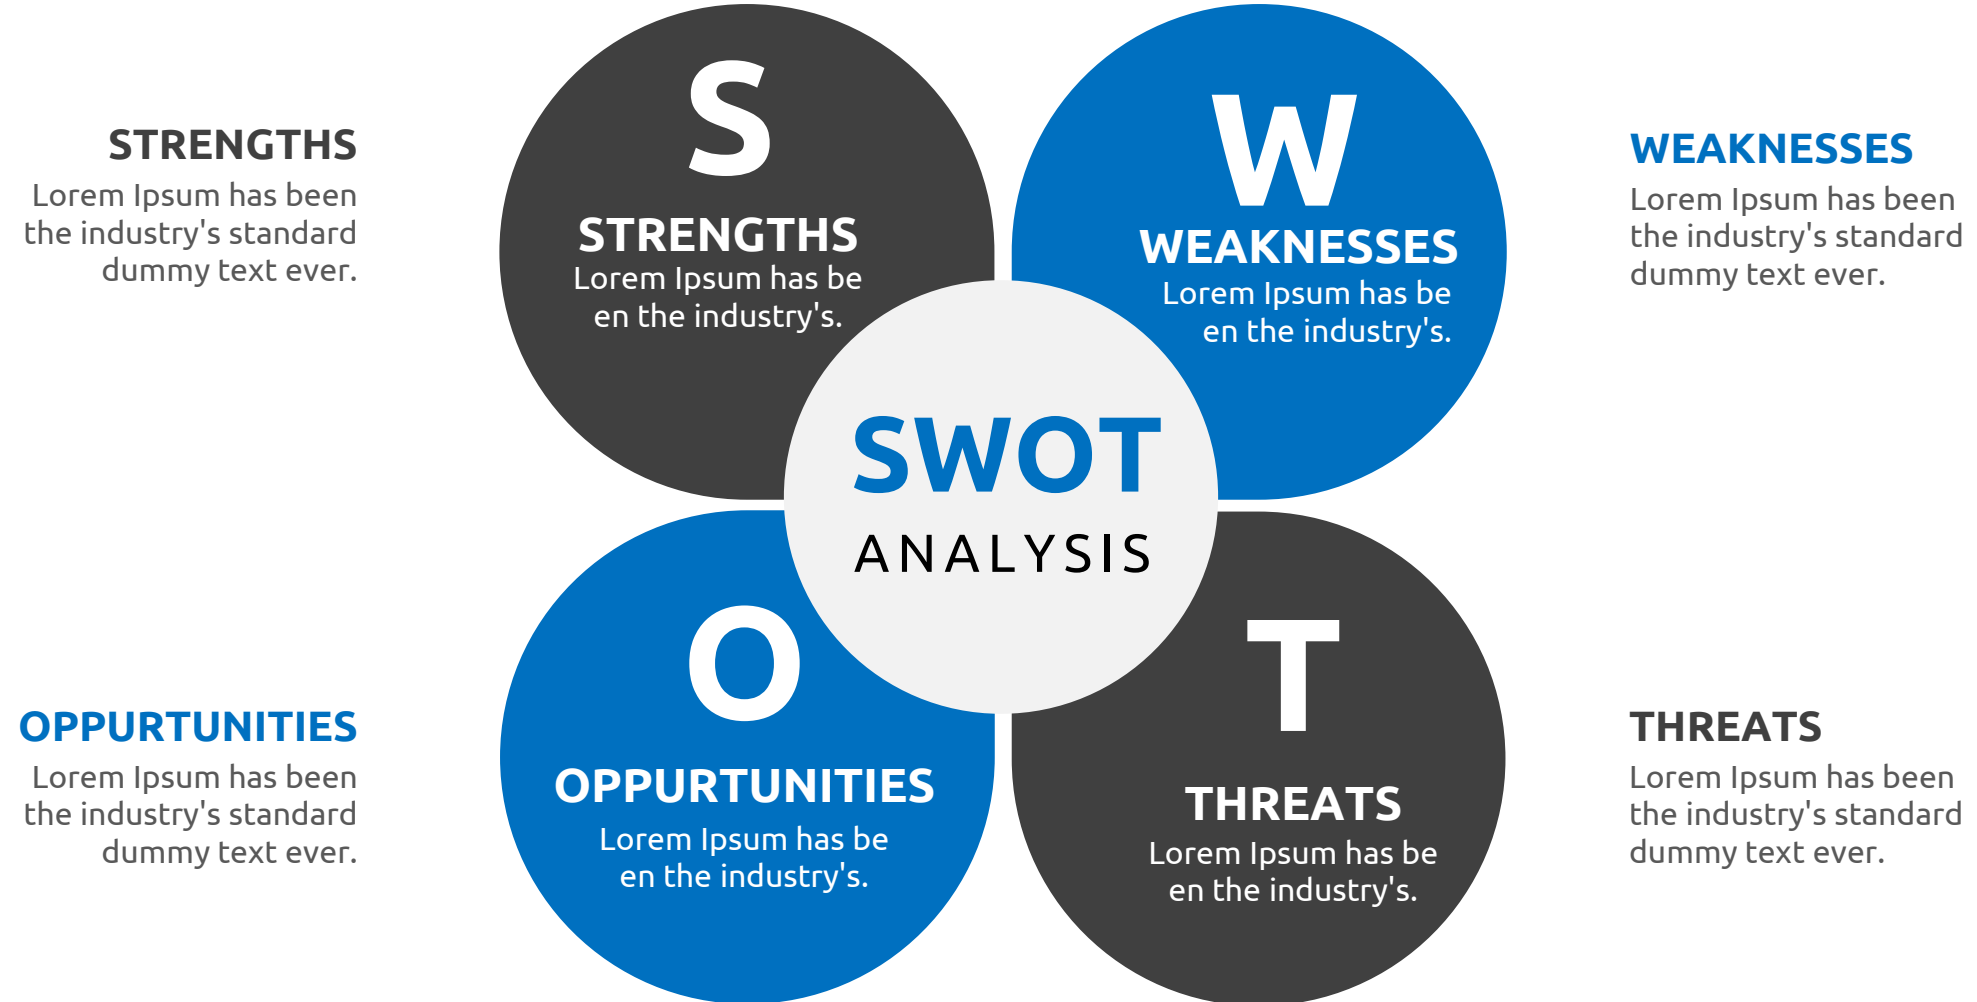 STRENGTHS
Lorem Ipsum has been
the industry's standard
dummy text ever.
S
STRENGTHS
Lorem Ipsum has be
en the industry's.
W
WEAKNESSES
Lorem Ipsum has be
en the industry's.
WEAKNESSES
Lorem Ipsum has been
the industry's standard
dummy text ever.
SWOT
ANALYSIS
OPPURTUNITIES
Lorem Ipsum has been
the industry's standard
dummy text ever.
O
OPPURTUNITIES
Lorem Ipsum has be
en the industry's.
T
THREATS
Lorem Ipsum has be
en the industry's.
THREATS
Lorem Ipsum has been
the industry's standard
dummy text ever.